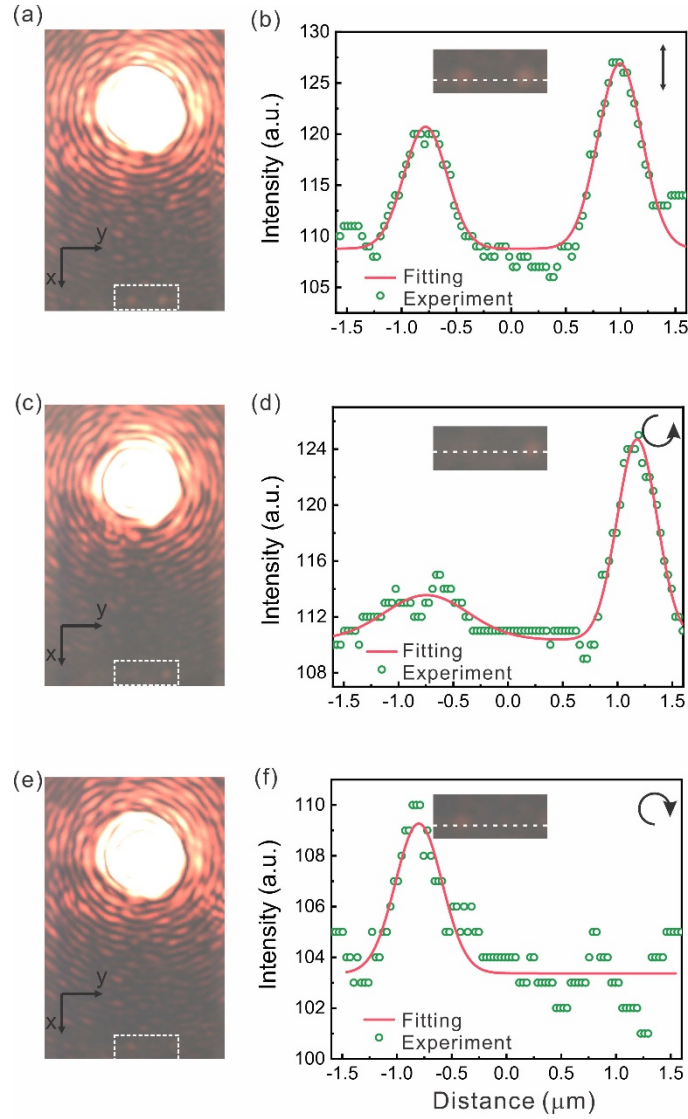 (a)
y
x
(b)
Intensity (a.u.)
130
125
120
115
110
105
Fitting
Experiment
-1.5 -1.0 -0.5 0.0 0.5 1.0 1.5
(c)
y
x
(d)
Intensity (a.u.)
124
120
116
112
108
Fitting
Experiment
-1.5 -1.0 -0.5 0.0 0.5 1.0 1.5
(e)
y
x
(f)
Intensity (a.u.)
110
108
106
104
102
100
Fitting
Experiment
-1.5 -1.0 -0.5 0.0 0.5 1.0 1.5
Distance (μm)